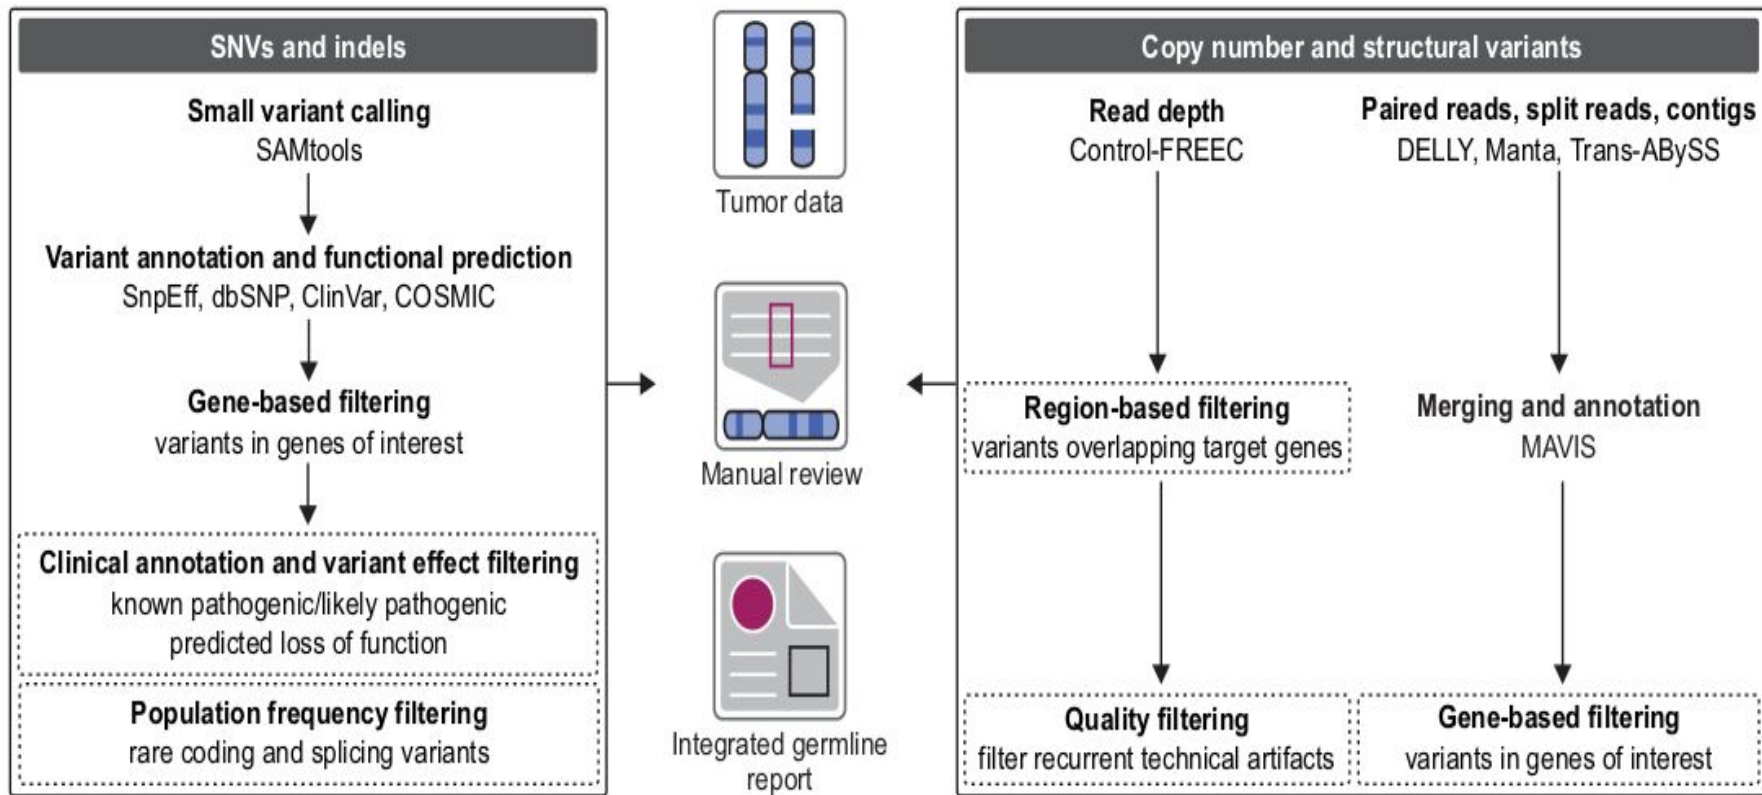 SNVs and indels
Small variant calling
SAMtools
Variant annotation and functional prediction
SnpEff, dbSNP, ClinVar, COSMIC
Gene-based filtering
variants in genes of interest
Clinical annotation and variant effect filtering
known pathogenic/likely pathogenic
predicted loss of function
Population frequency filtering
rare coding and splicing variants
Tumor data
Manual review
Integrated germline
report
Copy number and structural variants
Read depth
Control-FREEC
Region-based filtering
variants overlapping target genes
Quality filtering
filter recurrent technical artifacts
Paired reads, split reads, contigs
DELLY, Manta, Trans-ABySS
Merging and annotation
MAVIS
Gene-based filtering
variants in genes of interest